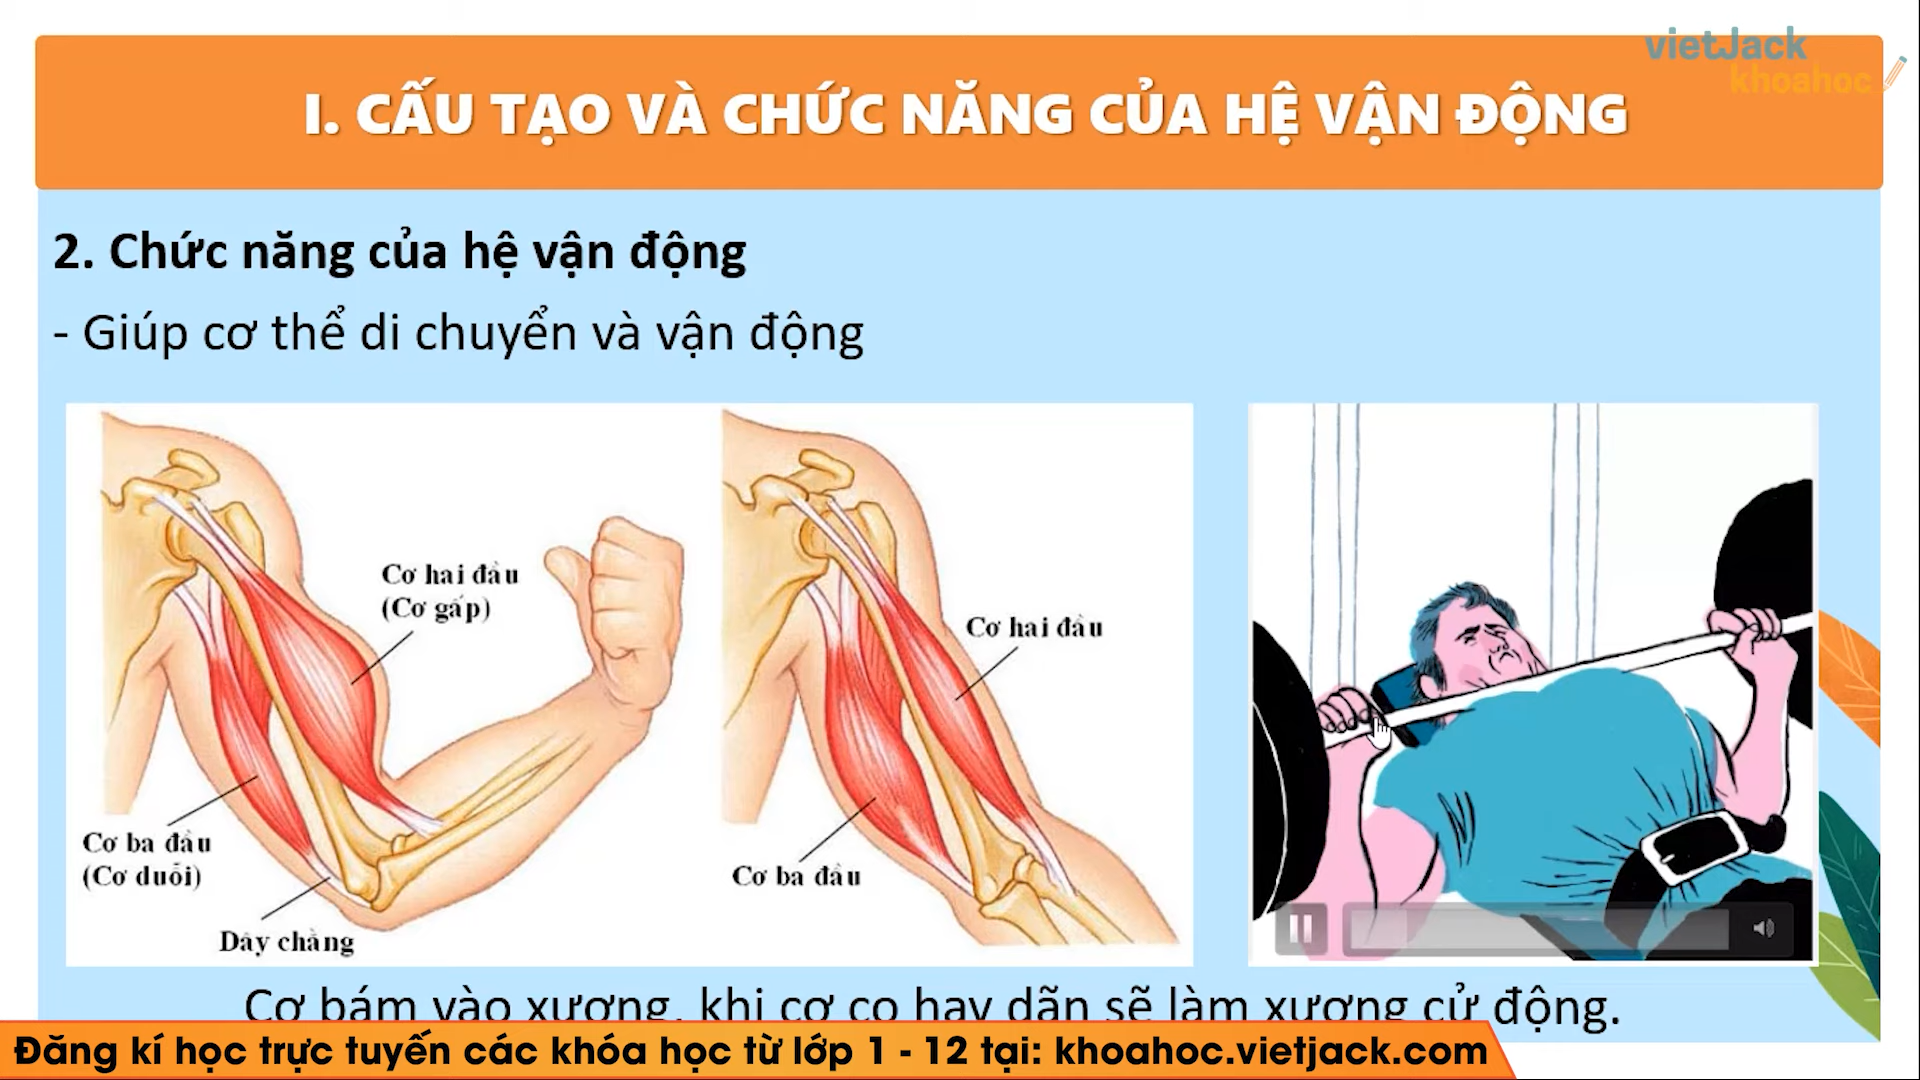 vietJack
khoahoc
I. CẤU TẠO VÀ CHỨC NĂNG CỦA HỆ VẬN ĐỘNG
2. Chức năng của hệ vận động
- Giúp cơ thể di chuyển và vận động
Cơ hai đầu
(Cơ gấp)
Cơ ba đầu
(Cơ duỗi)
Dây chằng
Cơ hai đầu
Cơ ba đầu
Cơ bám vào xương, khi cơ co hay dãn sẽ làm xương cử động.
Đăng kí học trực tuyến các khóa học từ lớp 1 - 12 tại: khoahoc.vietjack.com